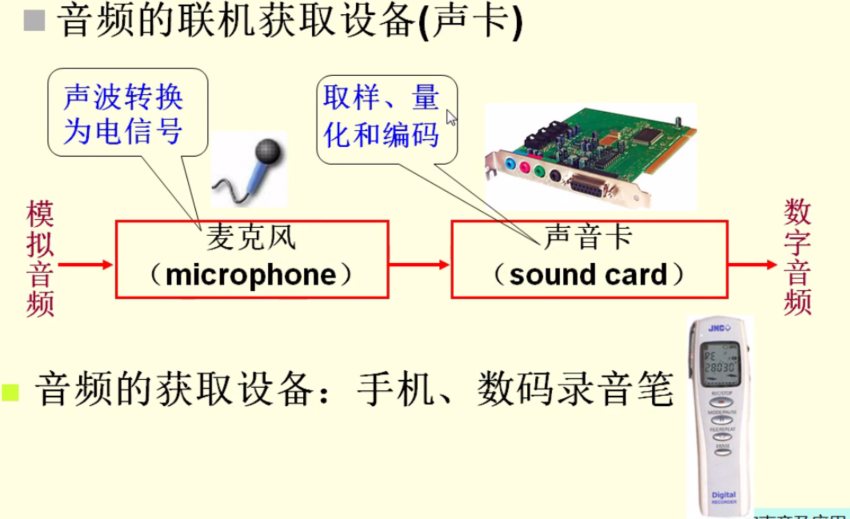 音频的联机获取设备(声卡)
声波转换
为电信号
取样、量
化和编码
模拟音频
麦克风
（microphone）
声音卡
（sound card）
数字音频
音频的获取设备：手机、数码录音笔
JNC
28030
Digital
RECORDER